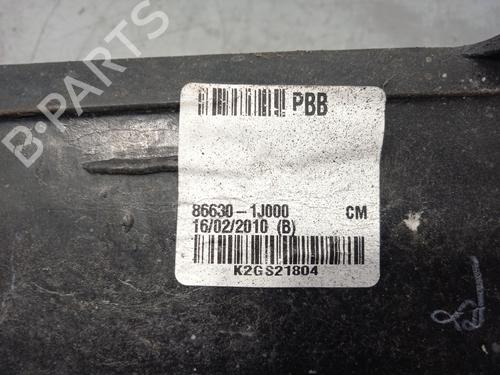 B-PARTS
PBB
86630-1J000 CM
16/02/2010 (B)
K2GS21804